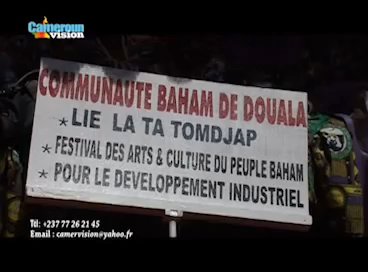 Cameroun
vision
COMMUNAUTE BAHAM DE DOUALA
* LIE LA TA TOMDJAP
* FESTIVAL DES ARTS & CULTURE DU PEUPLE BAHAM
* POUR LE DEVELOPPEMENT INDUSTRIEL
Tél: +237 77 26 21 45
Email : camervision@yahoo.fr